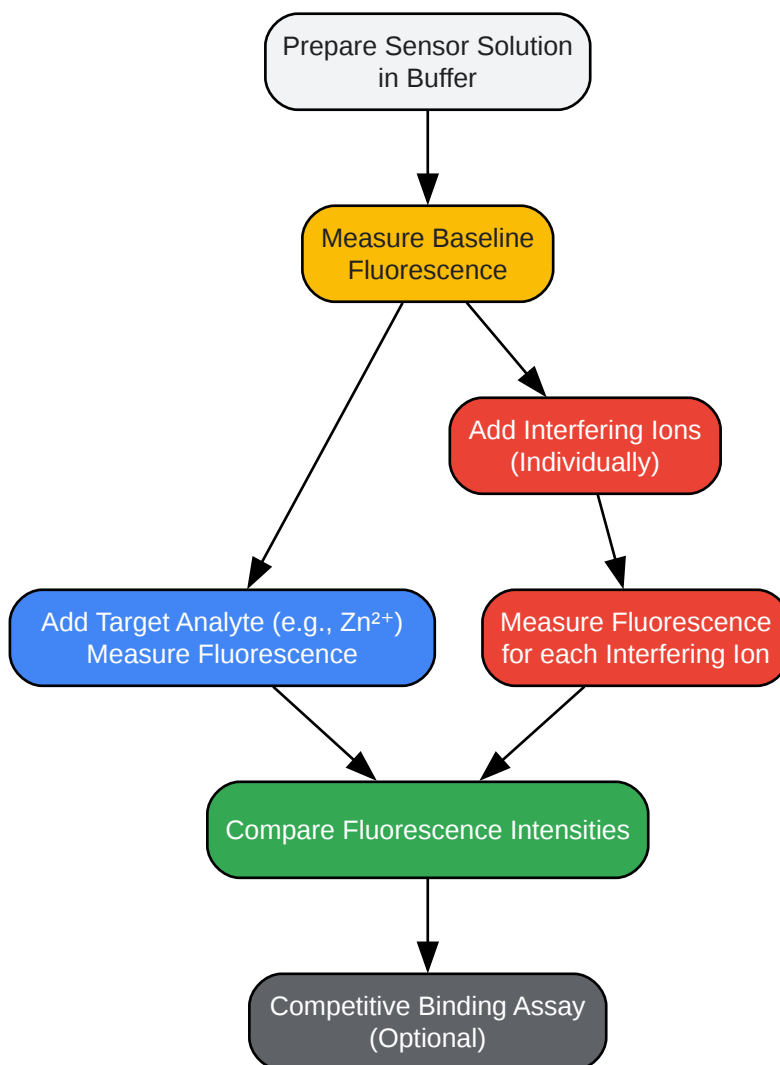 Prepare Sensor Solution
in Buffer
Measure Baseline
Fluorescence
Add Interfering Ions
(Individually)
Add Target Analyte (e.g., Zn²⁺)
Measure Fluorescence
Measure Fluorescence
for each Interfering Ion
Compare Fluorescence Intensities
Competitive Binding Assay
(Optional)